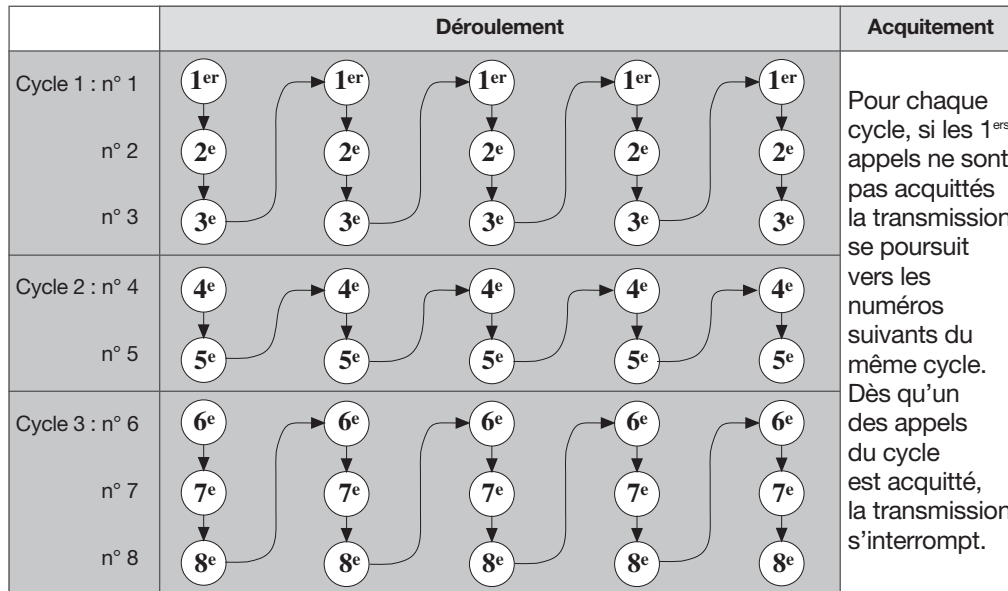 Déroulement
Acquitement
Cycle 1 : n° 1
1er 1er 1er 1er 1er
n° 2
2e 2e 2e 2e 2e
n° 3
3e 3e 3e 3e 3e
Cycle 2 : n° 4
4e 4e 4e 4e 4e
n° 5
5e 5e 5e 5e 5e
Cycle 3 : n° 6
6e 6e 6e 6e 6e
n° 7
7e 7e 7e 7e 7e
n° 8
8e 8e 8e 8e 8e
Pour chaque
cycle, si les 1ers
appels ne sont
pas acquittés
la transmission
se poursuit
vers les
numéros
suivants du
même cycle.
Dès qu’un
des appels
du cycle
est acquitté,
la transmission
s’interrompt.